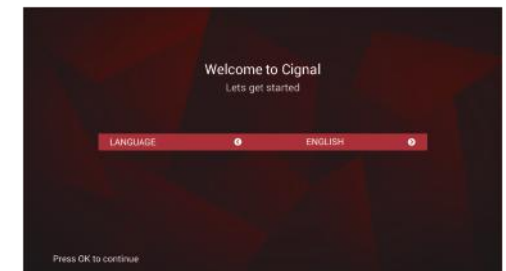 Welcome to Cignal
Lets get started
LANGUAGE ENGLISH
Press OK to continue